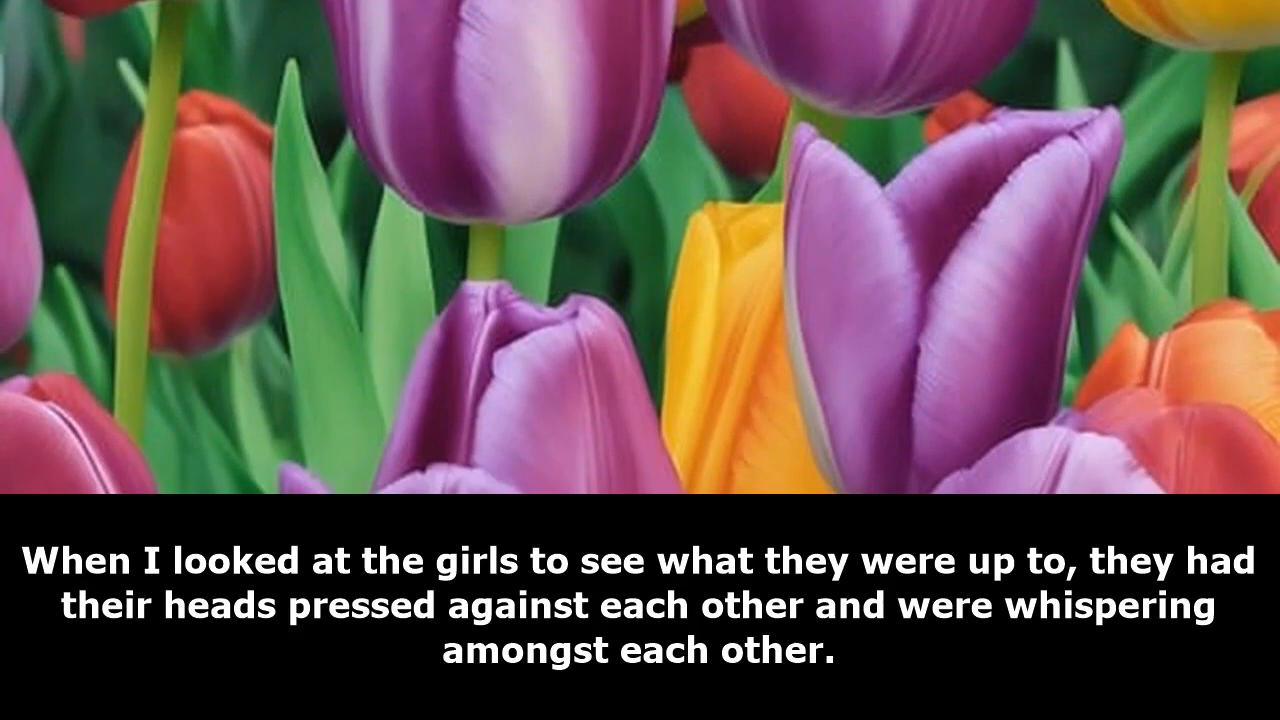 When I looked at the girls to see what they were up to, they had
their heads pressed against each other and were whispering
amongst each other.